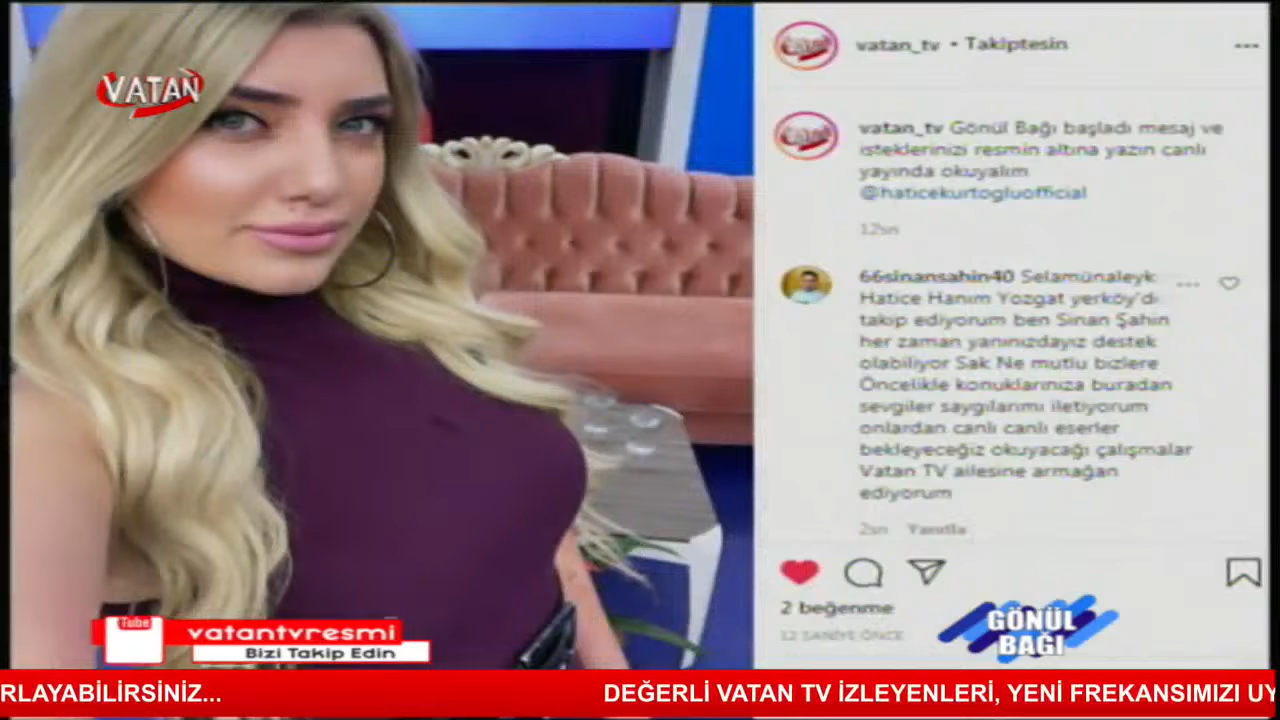 VATAN
vatan_tv • Takiptesin
vatan_tv Gönül Bağı başladı mesaj ve
isteklerinizi resmin altına yazın canlı
yayında okuyalım
@haticekurtogluofficial
12sn
66sinansahin40 Selamünaleyk
Hatice Hanım Yozgat yerköy'di
takip ediyorum ben Sinan Şahin
her zaman yanınızdayız destek
olabiliyor Sak Ne mutlu bizlere
Öncelikle konuklarınıza buradan
sevgiler saygılarımı iletiyorum
onlardan canlı canlı eserler
bekleyeceğiz okuyacağı çalışmalar
Vatan TV ailesine armağan
ediyorum
2sn Yanıtla
2 beğenme
12 SANİYE ÖNCE
GÖNÜL
BAĞI
Tube
vatantvresmi
Bizi Takip Edin
RLAYABİLİRSİNİZ... DEĞERLİ VATAN TV İZLEYENLERİ, YENİ FREKANSIMIZI UY